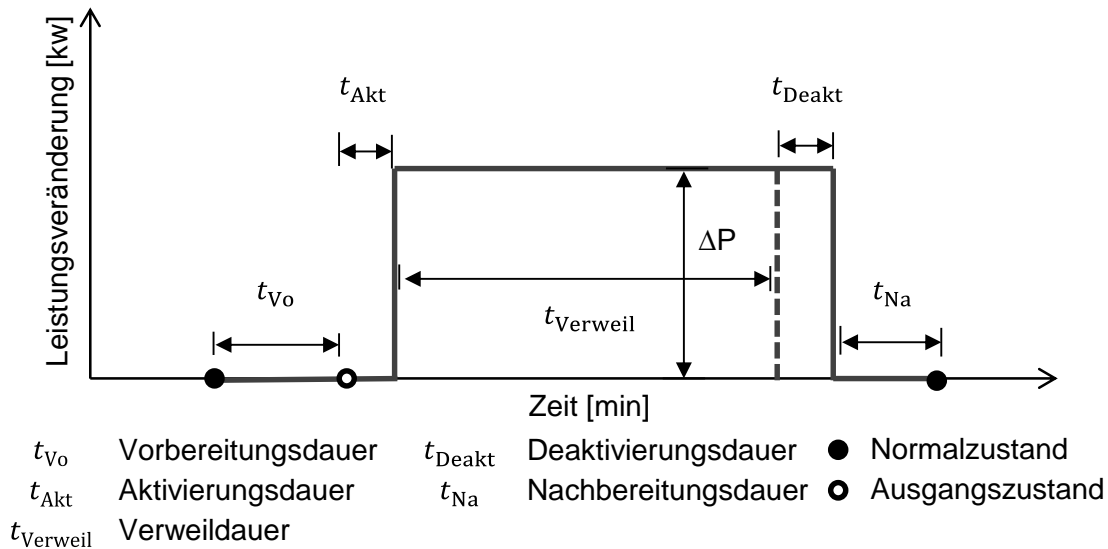 Leistungsveränderung [kw]
t_Akt
t_Deakt
ΔP
t_Vo
t_Verweil
t_Na
Zeit [min]
t_Vo Vorbereitungsdauer t_Deakt Deaktivierungsdauer Normalzustand
t_Akt Aktivierungsdauer t_Na Nachbereitungsdauer Ausgangszustand
t_Verweil Verweildauer